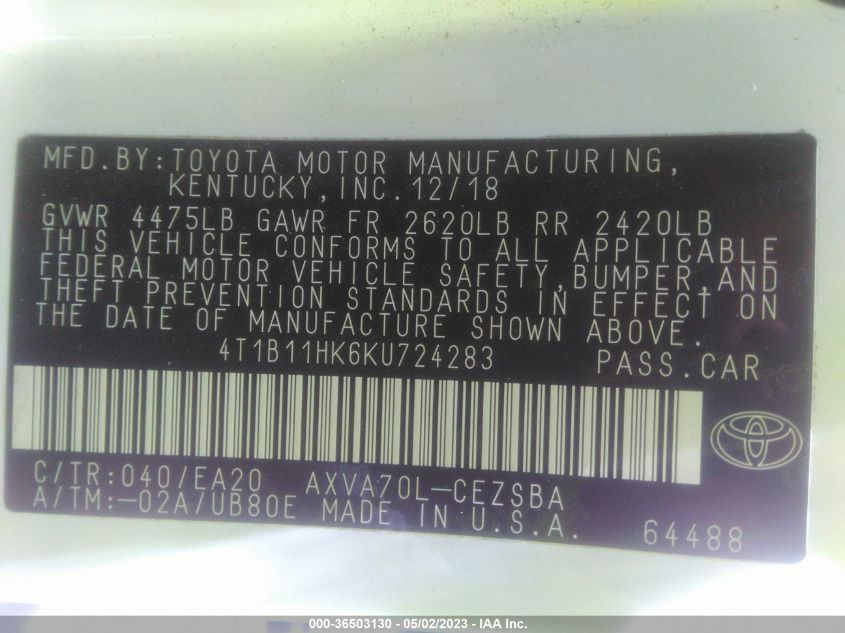 MFD.BY:TOYOTA MOTOR MANUFACTURING,
KENTUCKY,INC.12/18
GVWR 4475LB GAWR FR 2620LB RR 2420LB
THIS VEHICLE CONFORMS TO ALL APPLICABLE
FEDERAL MOTOR VEHICLE SAFETY,BUMPER,AND
THEFT PREVENTION STANDARDS IN EFFECT ON
THE DATE OF MANUFACTURE SHOWN ABOVE.
4T1B11HK6KU724283 PASS.CAR
C/TR:040/EA20 AXVA70L-CEZSBA
A/TM:-02A/UB80E MADE IN U.S.A. 64488
000-36503130 - 05/02/2023 - IAA Inc.